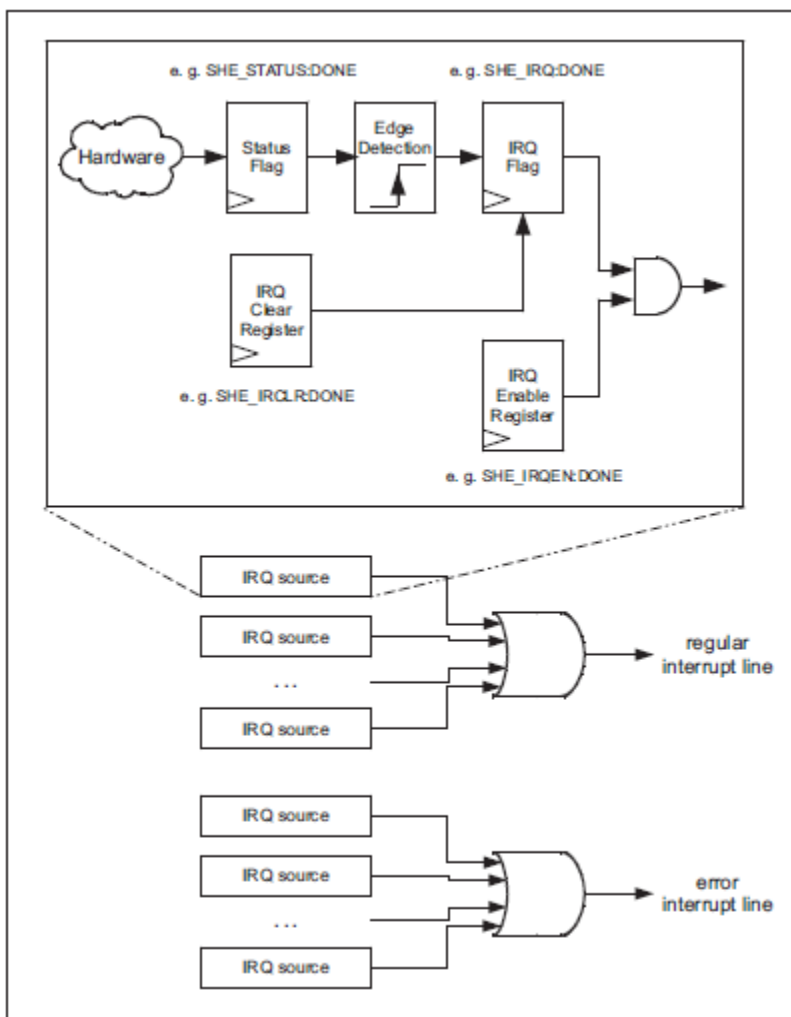 e. g. SHE_STATUS:DONE
e. g. SHE_IRQ:DONE
Hardware
Status
Flag
Edge
Detection
IRQ
Flag
IRQ
Clear
Register
e. g. SHE_IRCLR:DONE
IRQ
Enable
Register
e. g. SHE_IRQEN:DONE
IRQ source
IRQ source
. . .
IRQ source
regular
interrupt line
IRQ source
IRQ source
. . .
IRQ source
error
interrupt line